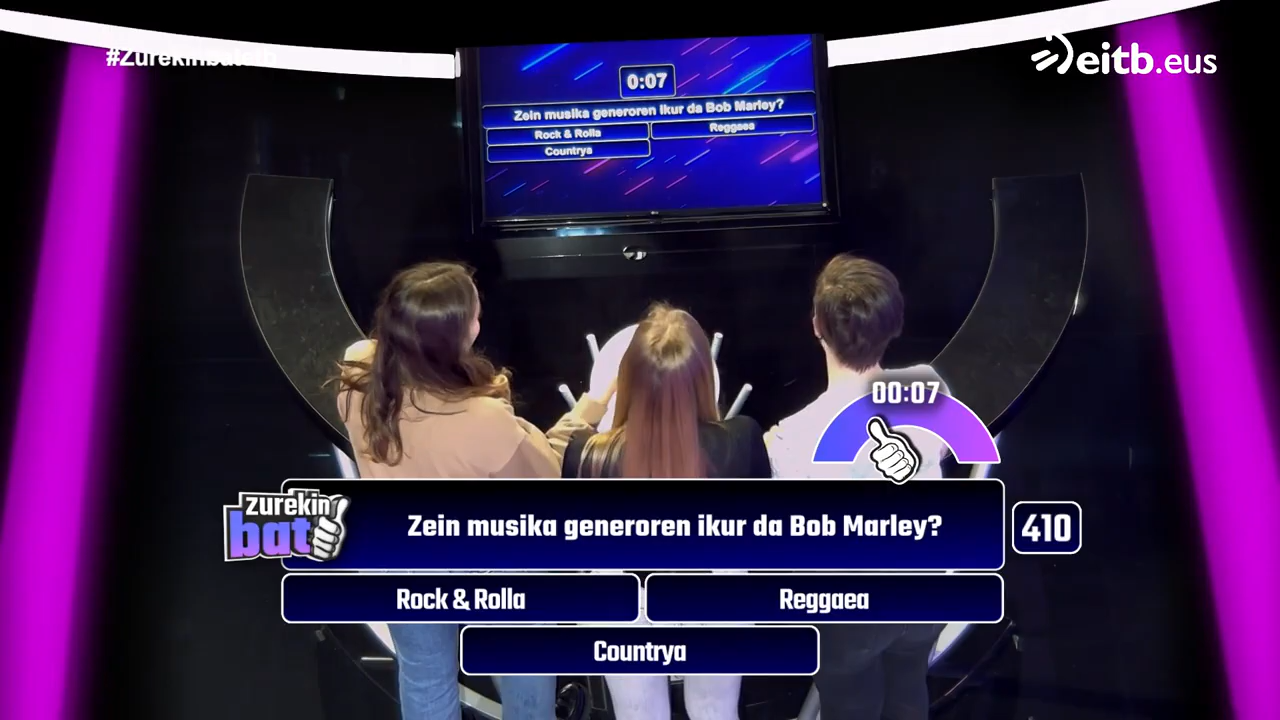 #ZurekinBateitb
eitb.eus
0:07
Zein musika generoren ikur da Bob Marley?
Rock & Rolla
Reggaea
Countrya
00:07
zurekin
bat
Zein musika generoren ikur da Bob Marley?
410
Rock & Rolla
Reggaea
Countrya